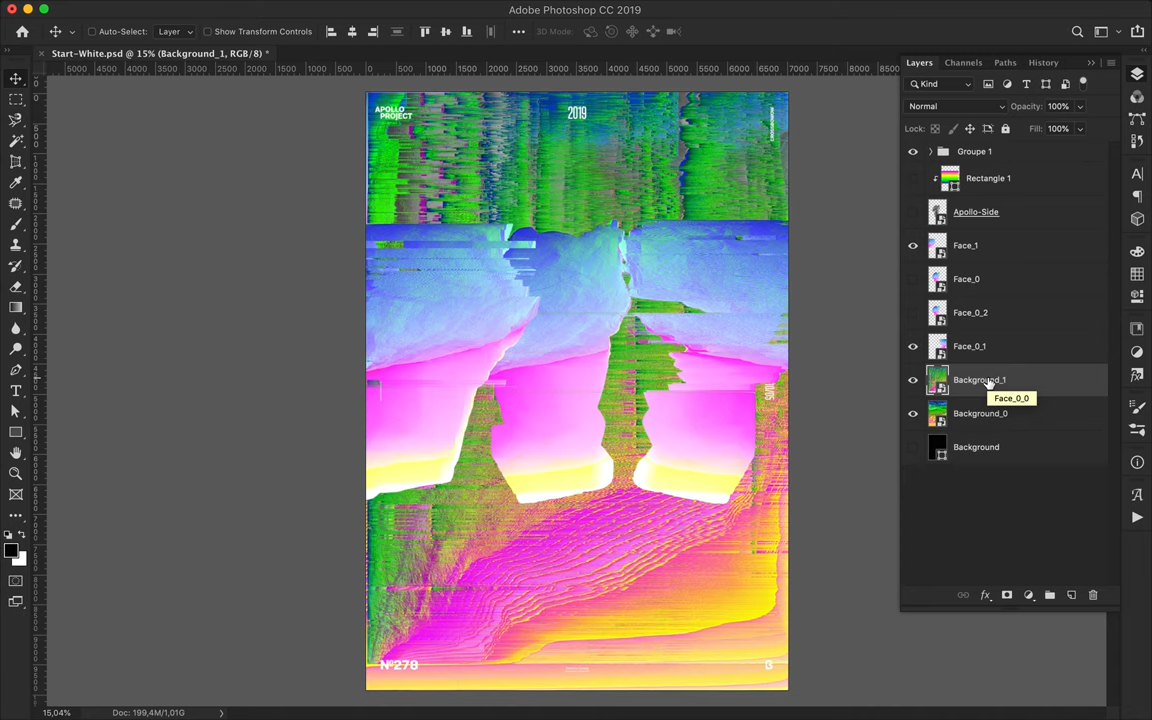 Adobe Photoshop CC 2019
Auto-Select: Layer
Show Transform Controls
3D Mode:
Start-White.psd @ 15% (Background_1, RGB/8) *
5000 4500 4000 3500 3000 2500 2000 1500 1000 500 0 500 1000 1500 2000 2500 3000 3500 4000 4500 5000 5500 6000 6500 7000 7500 8000 8500
Layers Channels Paths History
Kind
Normal
Opacity: 100%
Lock:
Fill: 100%
Groupe 1
Rectangle 1
Apollo-Side
Face_1
Face_0
Face_0_2
Face_0_1
Background_1
Face_0_0
Background_0
Background
APOLLO
PROJECT
2019
Nº278
15,04%
Doc: 199,4M/1,01G